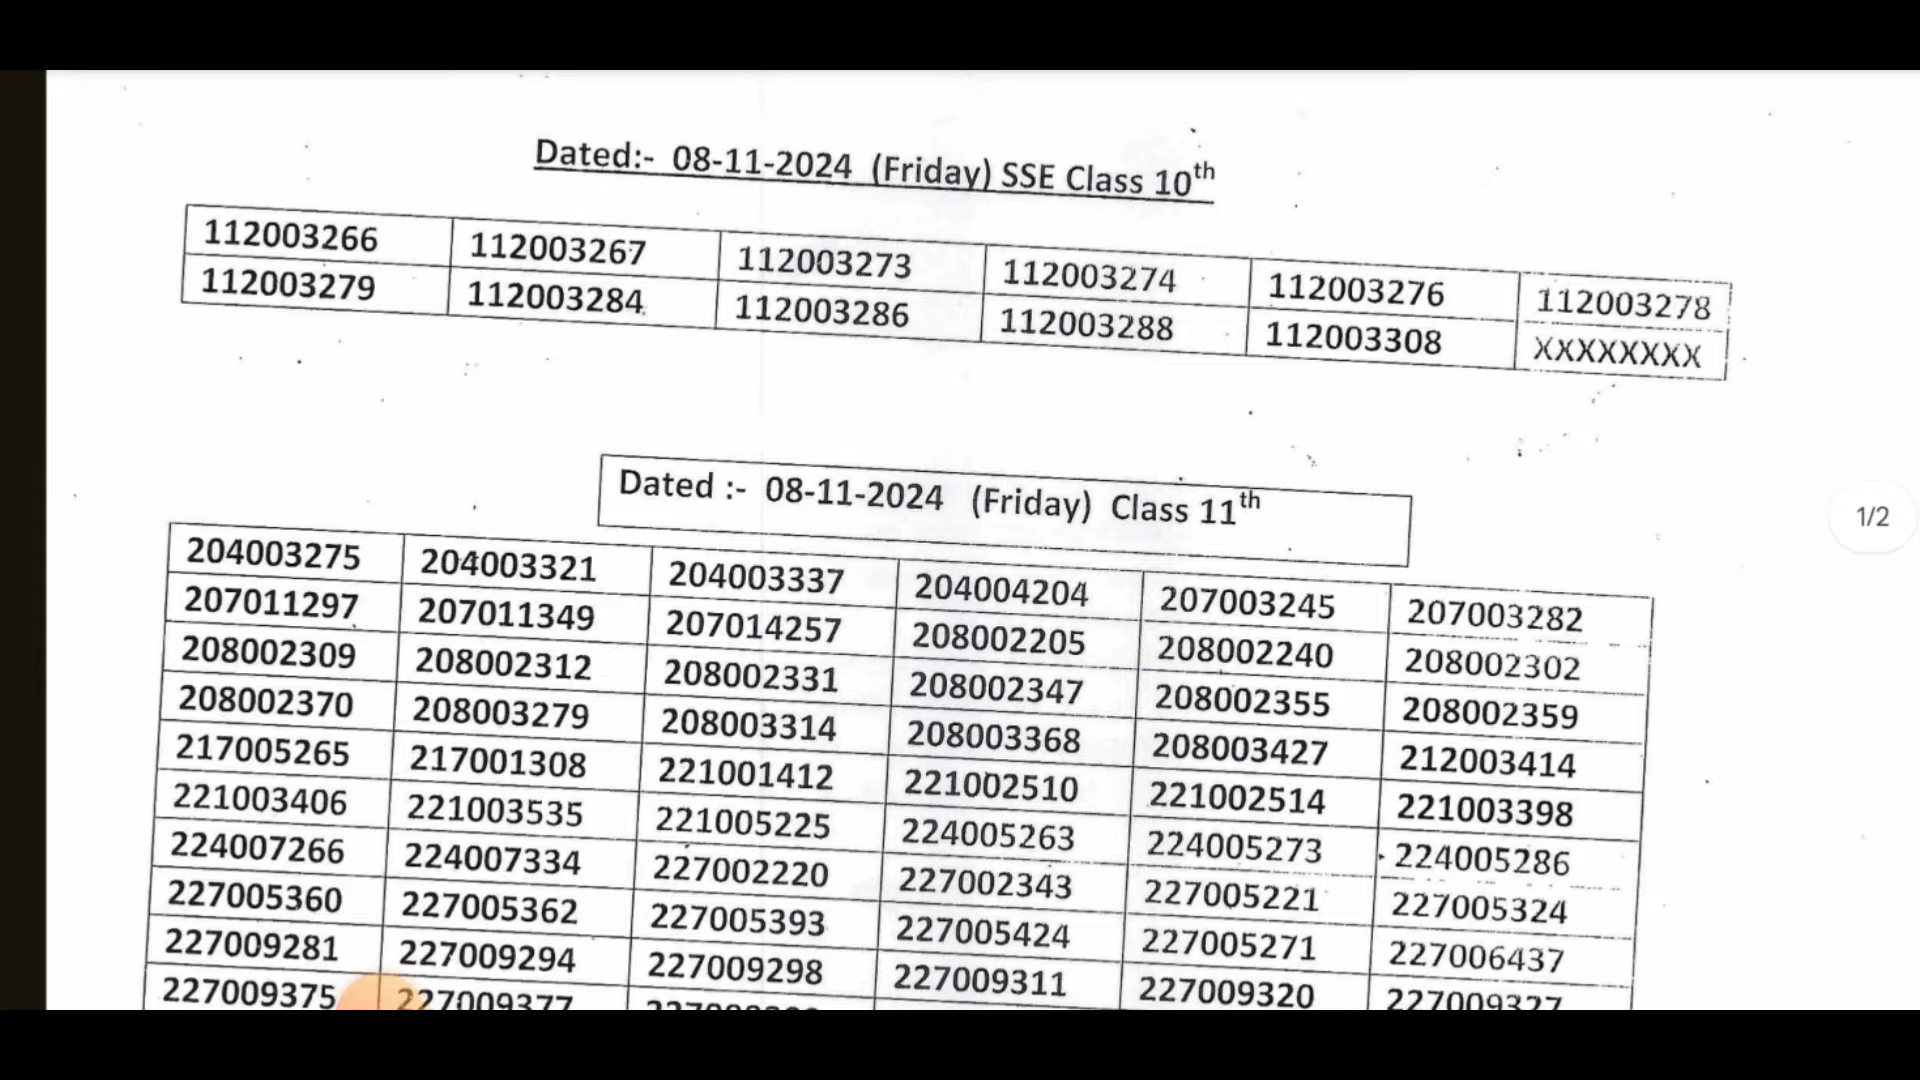 Dated:- 08-11-2024 (Friday) SSE Class 10th
112003266 112003267 112003273 112003274 112003276 112003278
112003279 112003284 112003286 112003288 112003308 XXXXXXXX
Dated :- 08-11-2024 (Friday) Class 11th
204003275 204003321 204003337 204004204 207003245 207003282
207011297 207011349 207014257 208002205 208002240 208002302
208002309 208002312 208002331 208002347 208002355 208002359
208002370 208003279 208003314 208003368 208003427 212003414
217005265 217001308 221001412 221002510 221002514 221003398
221003406 221003535 221005225 224005263 224005273 224005286
224007266 224007334 227002220 227002343 227005221 227005324
227005360 227005362 227005393 227005424 227005271 227006437
227009281 227009294 227009298 227009311 227009320 227009327
227009375 227009377
1/2